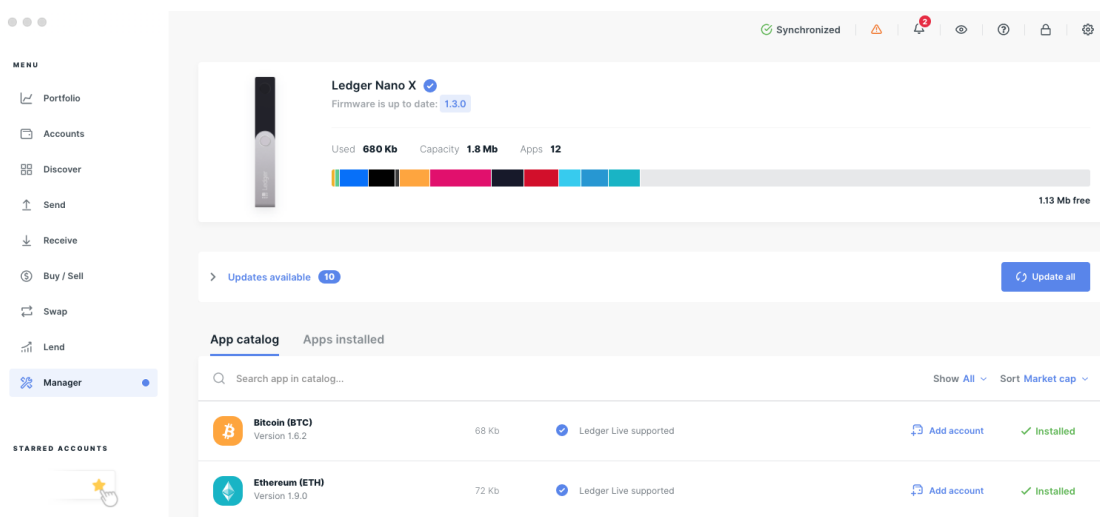 Synchronized
2
MENU
Portfolio
Accounts
Discover
Send
Receive
Buy / Sell
Swap
Lend
Manager
STARRED ACCOUNTS
Ledger Nano X
Firmware is up to date: 1.3.0
Used 680 Kb Capacity 1.8 Mb Apps 12
1.13 Mb free
Updates available 10
Update all
App catalog Apps installed
Search app in catalog...
Show All Sort Market cap
Bitcoin (BTC)
Version 1.6.2
68 Kb
Ledger Live supported
Add account
Installed
Ethereum (ETH)
Version 1.9.0
72 Kb
Ledger Live supported
Add account
Installed